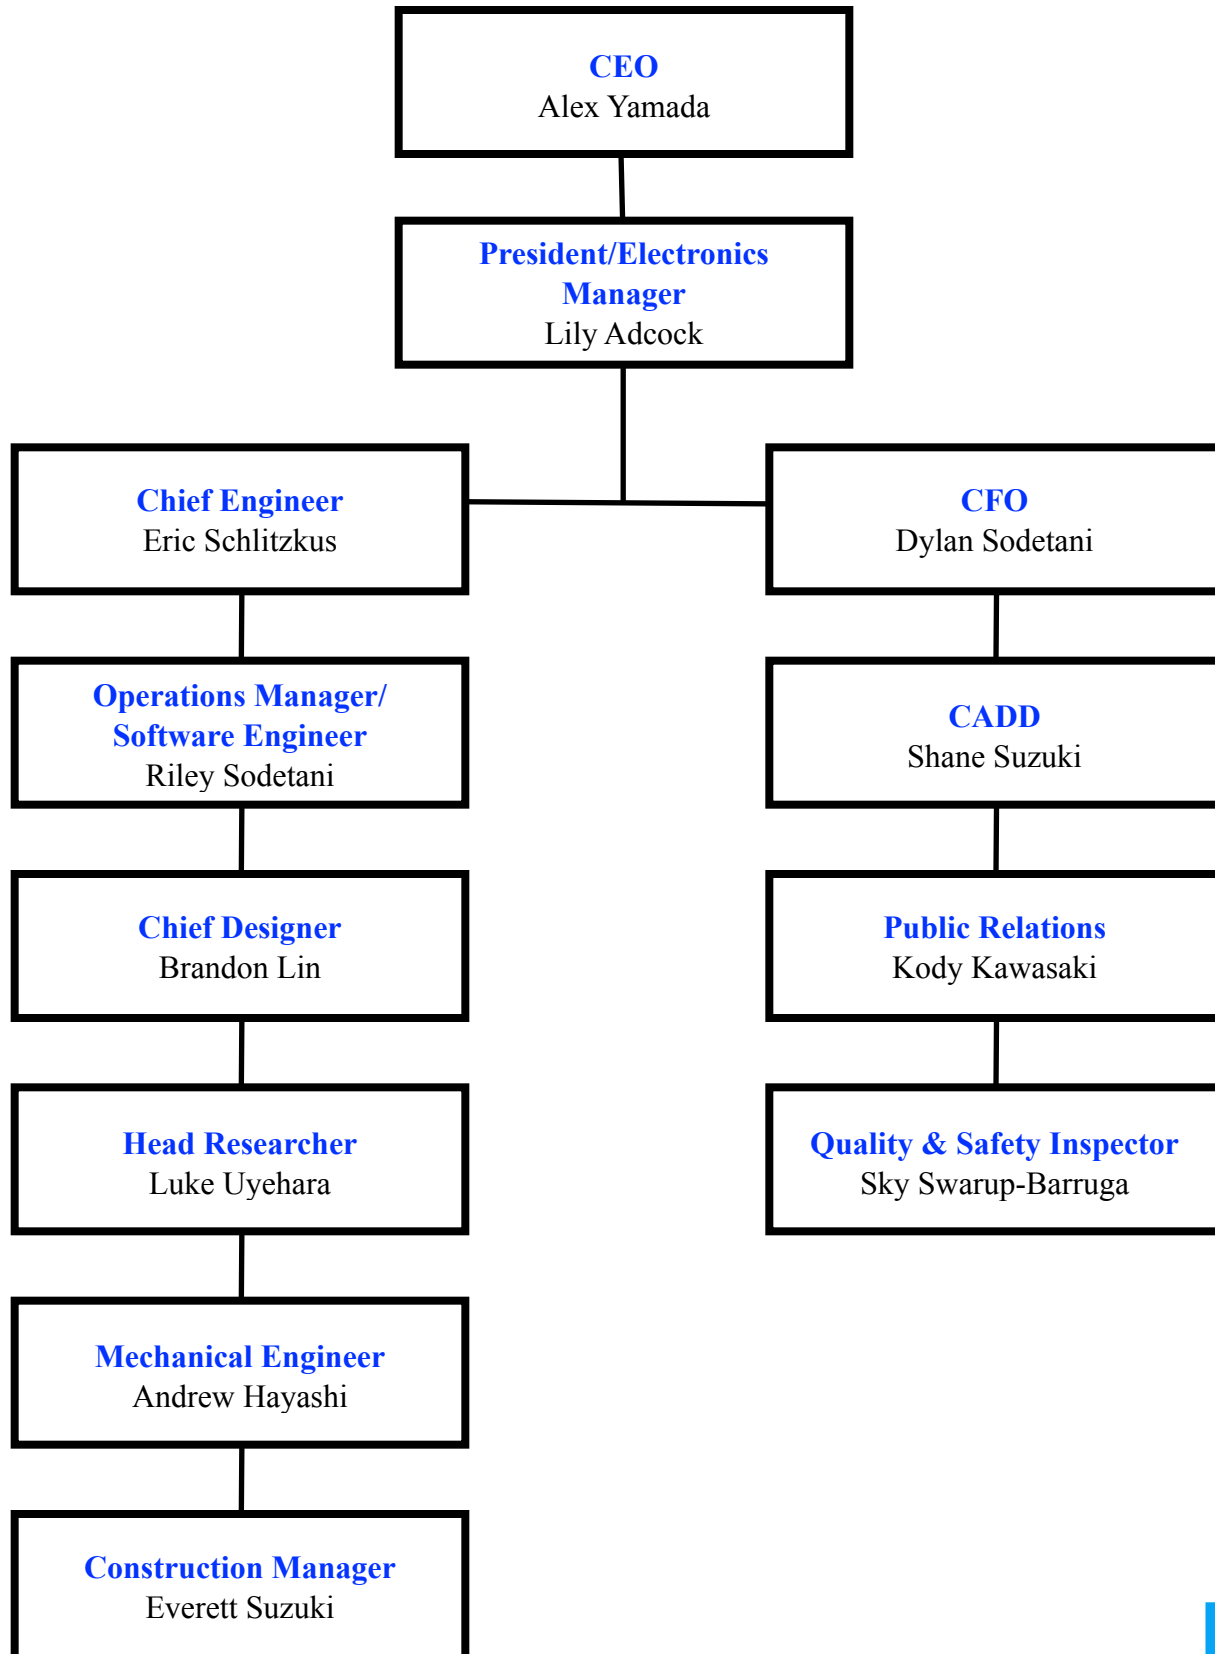 CEO
Alex Yamada
President/Electronics
Manager
Lily Adcock
Chief Engineer
Eric Schlitzkus
CFO
Dylan Sodetani
Operations Manager/
Software Engineer
Riley Sodetani
CADD
Shane Suzuki
Chief Designer
Brandon Lin
Public Relations
Kody Kawasaki
Head Researcher
Luke Uyehara
Quality & Safety Inspector
Sky Swarup-Barruga
Mechanical Engineer
Andrew Hayashi
Construction Manager
Everett Suzuki